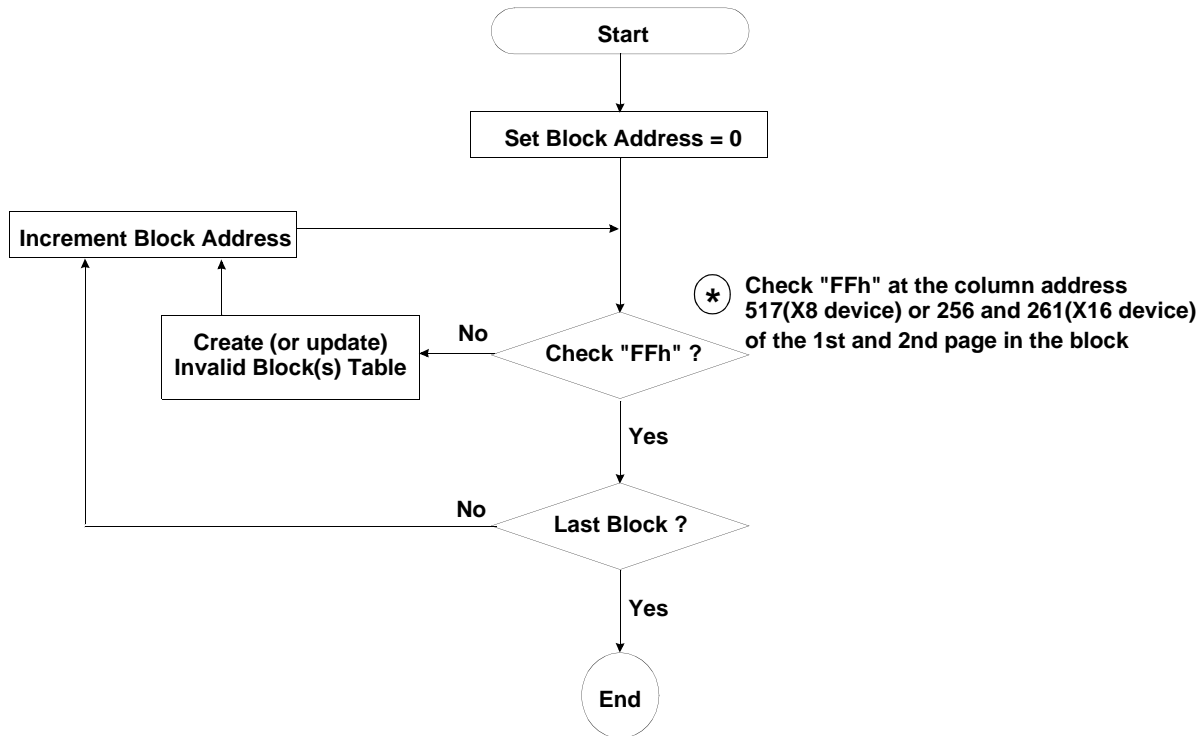 Start
Set Block Address = 0
Increment Block Address
*
Check "FFh" at the column address
517(X8 device) or 256 and 261(X16 device)
of the 1st and 2nd page in the block
No
Create (or update)
Invalid Block(s) Table
Check "FFh" ?
Yes
No
Last Block ?
Yes
End